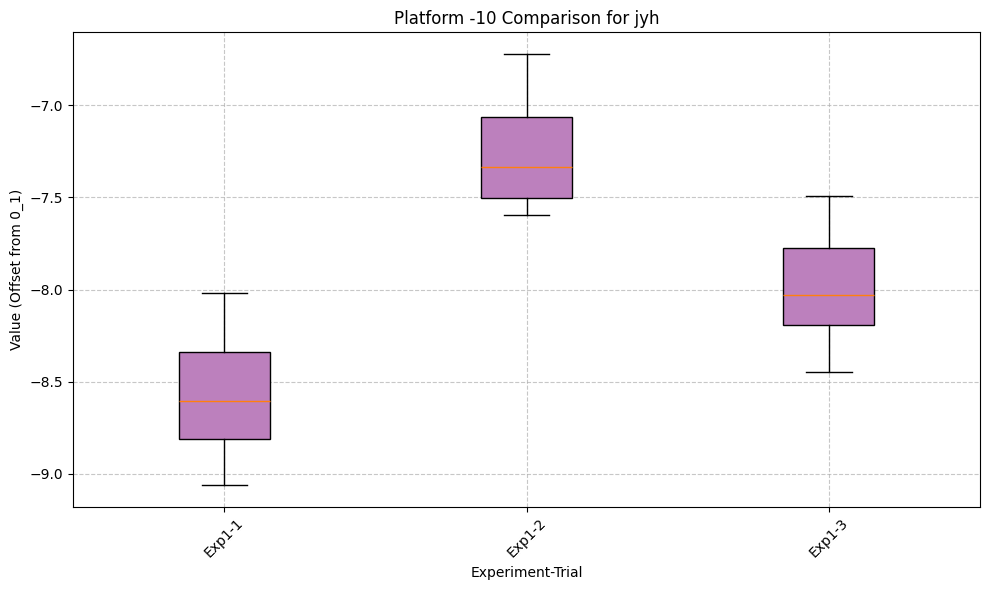 Platform -10 Comparison for jyh
Value (Offset from 0_1)
−7.0
−7.5
−8.0
−8.5
−9.0
Exp1-1
Exp1-2
Exp1-3
Experiment-Trial